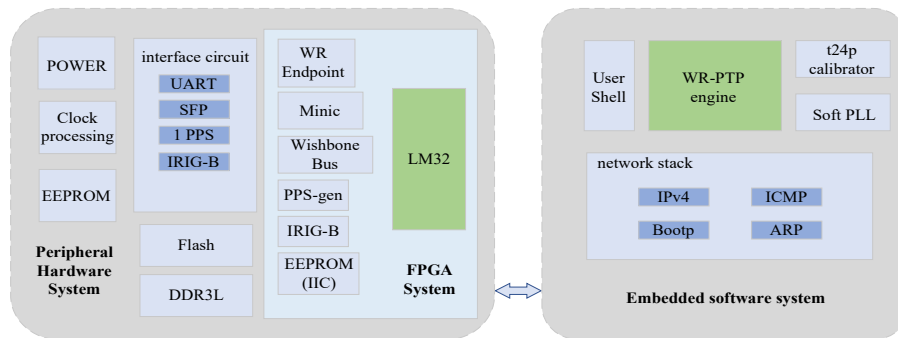 POWER
Clock
processing
EEPROM
Peripheral
Hardware
System
interface circuit
UART
SFP
1 PPS
IRIG-B
Flash
DDR3L
WR
Endpoint
Minic
Wishbone
Bus
PPS-gen
IRIG-B
EEPROM
(IIC)
LM32
FPGA
System
User
Shell
WR-PTP
engine
t24p
calibrator
Soft PLL
network stack
IPv4
ICMP
Bootp
ARP
Embedded software system